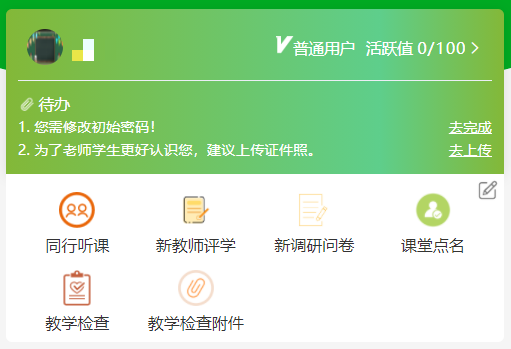 V普通用户 活跃值 0/100
待办
1. 您需修改初始密码！ 去完成
2. 为了老师学生更好认识您，建议上传证件照。 去上传
同行听课 新教师评学 新调研问卷 课堂点名
教学检查 教学检查附件